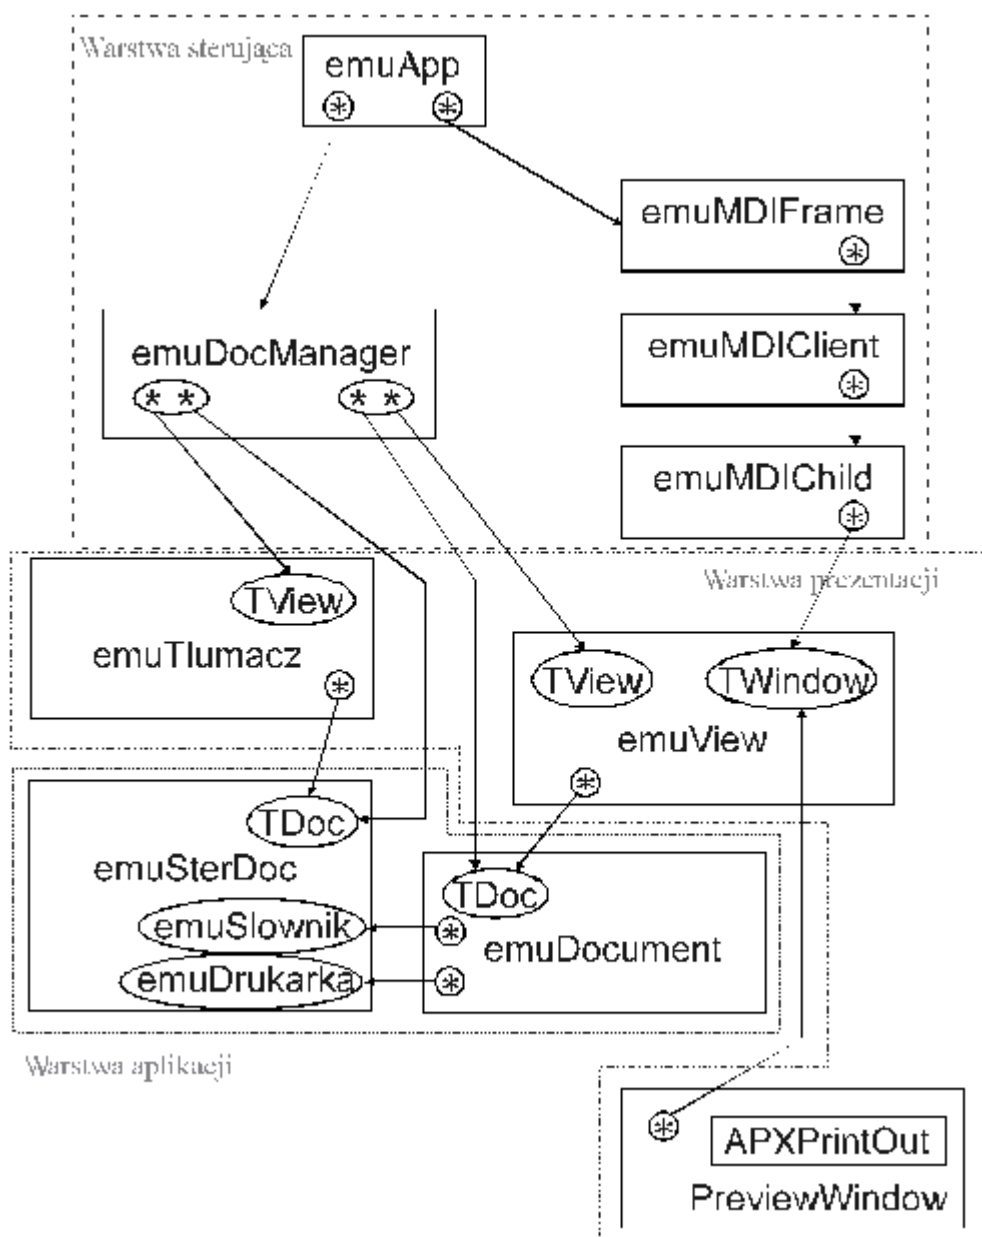 Warstwa sterująca
emuApp
* *
emuMDIFrame
*
emuDocManager
* * * *
emuMDIClient
*
emuMDIChild
*
Warstwa prezentacji
TView
emuTlumacz
*
TView TWindow
emuView
*
TDoc
emuSterDoc
emuSlownik
emuDrukarka
TDoc
*
emuDocument
*
Warstwa aplikacji
*
APXPrintOut
PreviewWindow